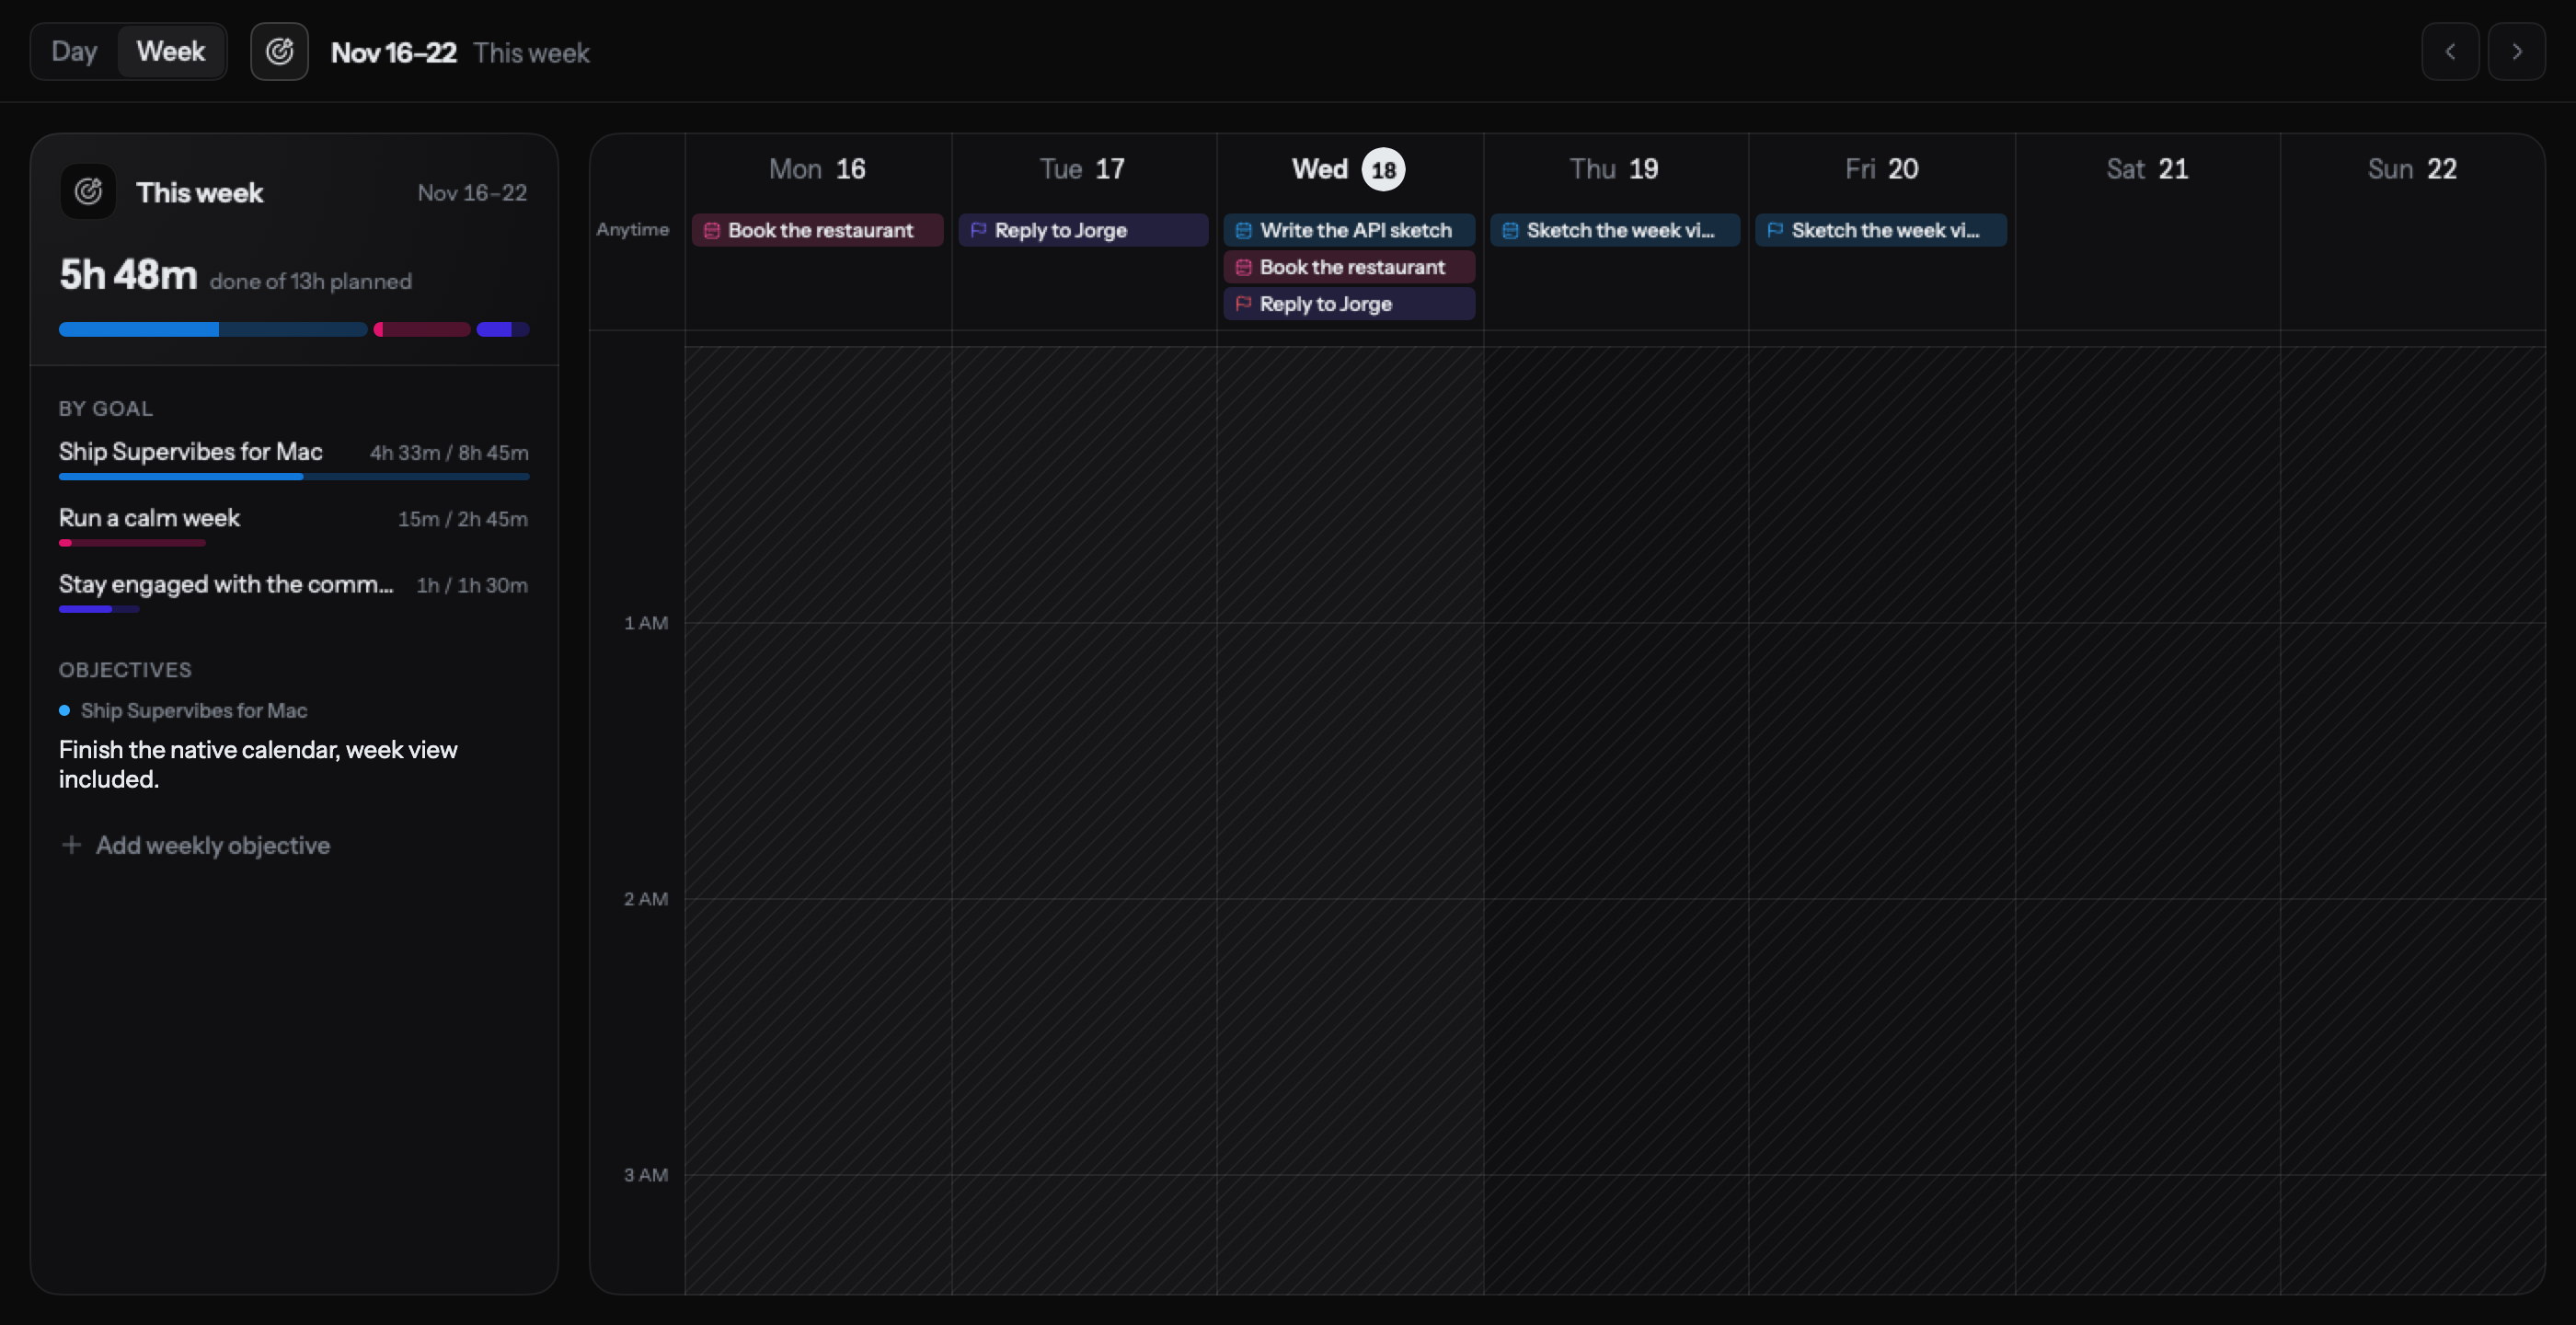 Day Week Nov 16–22 This week
This week Nov 16–22
5h 48m done of 13h planned
BY GOAL
Ship Supervibes for Mac 4h 33m / 8h 45m
Run a calm week 15m / 2h 45m
Stay engaged with the comm... 1h / 1h 30m
OBJECTIVES
Ship Supervibes for Mac
Finish the native calendar, week view
included.
+ Add weekly objective
Mon 16 Tue 17 Wed 18 Thu 19 Fri 20 Sat 21 Sun 22
Anytime Book the restaurant Reply to Jorge Write the API sketch Sketch the week vi... Sketch the week vi...
Book the restaurant
Reply to Jorge
1 AM
2 AM
3 AM